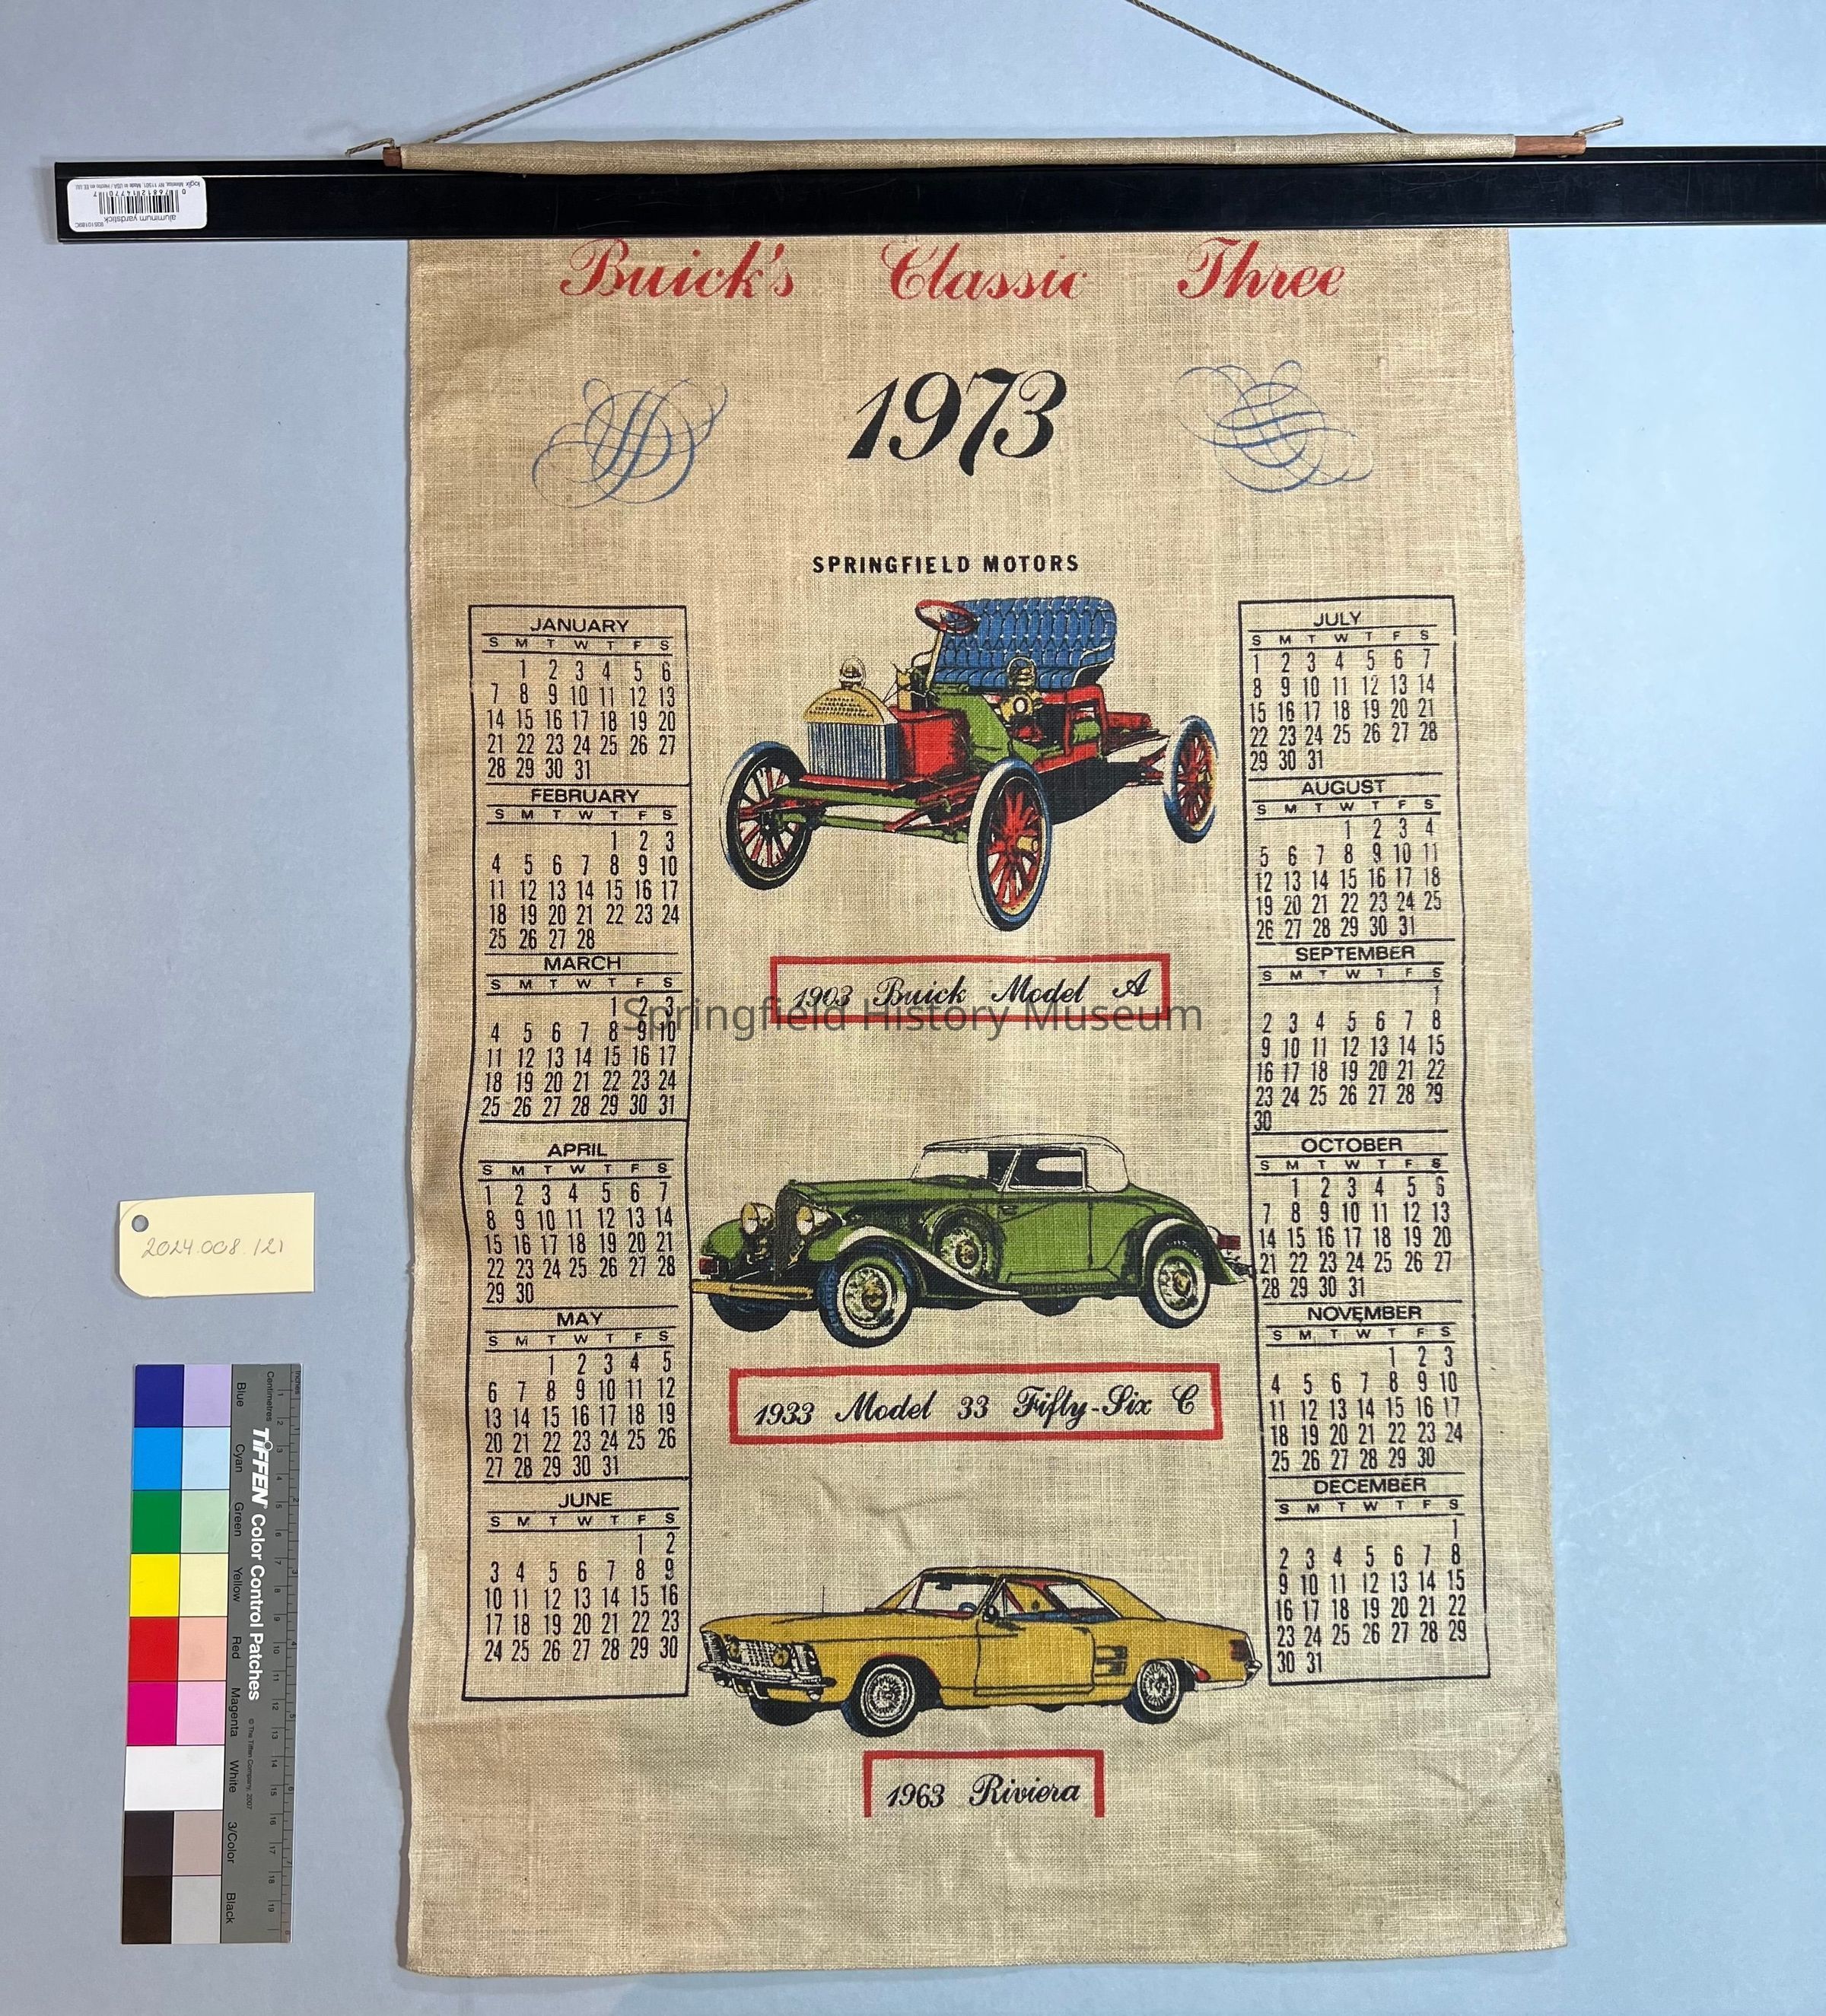 aluminum yardstick
Buick's Classic Three
1973
SPRINGFIELD MOTORS
JANUARY
S M T W T F S
1 2 3 4 5 6
7 8 9 10 11 12 13
14 15 16 17 18 19 20
21 22 23 24 25 26 27
28 29 30 31
FEBRUARY
S M T W T F S
1 2 3
4 5 6 7 8 9 10
11 12 13 14 15 16 17
18 19 20 21 22 23 24
25 26 27 28
MARCH
S M T W T F S
1 2 3
4 5 6 7 8 9 10
11 12 13 14 15 16 17
18 19 20 21 22 23 24
25 26 27 28 29 30 31
APRIL
S M T W T F S
1 2 3 4 5 6 7
8 9 10 11 12 13 14
15 16 17 18 19 20 21
22 23 24 25 26 27 28
29 30
MAY
S M T W T F S
1 2 3 4 5
6 7 8 9 10 11 12
13 14 15 16 17 18 19
20 21 22 23 24 25 26
27 28 29 30 31
JUNE
S M T W T F S
1 2
3 4 5 6 7 8 9
10 11 12 13 14 15 16
17 18 19 20 21 22 23
24 25 26 27 28 29 30
1903 Buick Model A
Springfield History Museum
1933 Model 33 Fifty-Six C
1963 Riviera
JULY
S M T W T F S
1 2 3 4 5 6 7
8 9 10 11 12 13 14
15 16 17 18 19 20 21
22 23 24 25 26 27 28
29 30 31
AUGUST
S M T W T F S
1 2 3 4
5 6 7 8 9 10 11
12 13 14 15 16 17 18
19 20 21 22 23 24 25
26 27 28 29 30 31
SEPTEMBER
S M T W T F S
1
2 3 4 5 6 7 8
9 10 11 12 13 14 15
16 17 18 19 20 21 22
23 24 25 26 27 28 29
30
OCTOBER
S M T W T F S
1 2 3 4 5 6
7 8 9 10 11 12 13
14 15 16 17 18 19 20
21 22 23 24 25 26 27
28 29 30 31
NOVEMBER
S M T W T F S
1 2 3
4 5 6 7 8 9 10
11 12 13 14 15 16 17
18 19 20 21 22 23 24
25 26 27 28 29 30
DECEMBER
S M T W T F S
1
2 3 4 5 6 7 8
9 10 11 12 13 14 15
16 17 18 19 20 21 22
23 24 25 26 27 28 29
30 31
2024.008.121
TIFFEN Color Control Patches
© The Tiffen Company, 2007
Centimetres
Inches
Blue
Cyan
Green
Yellow
Red
Magenta
White
3/Color
Black